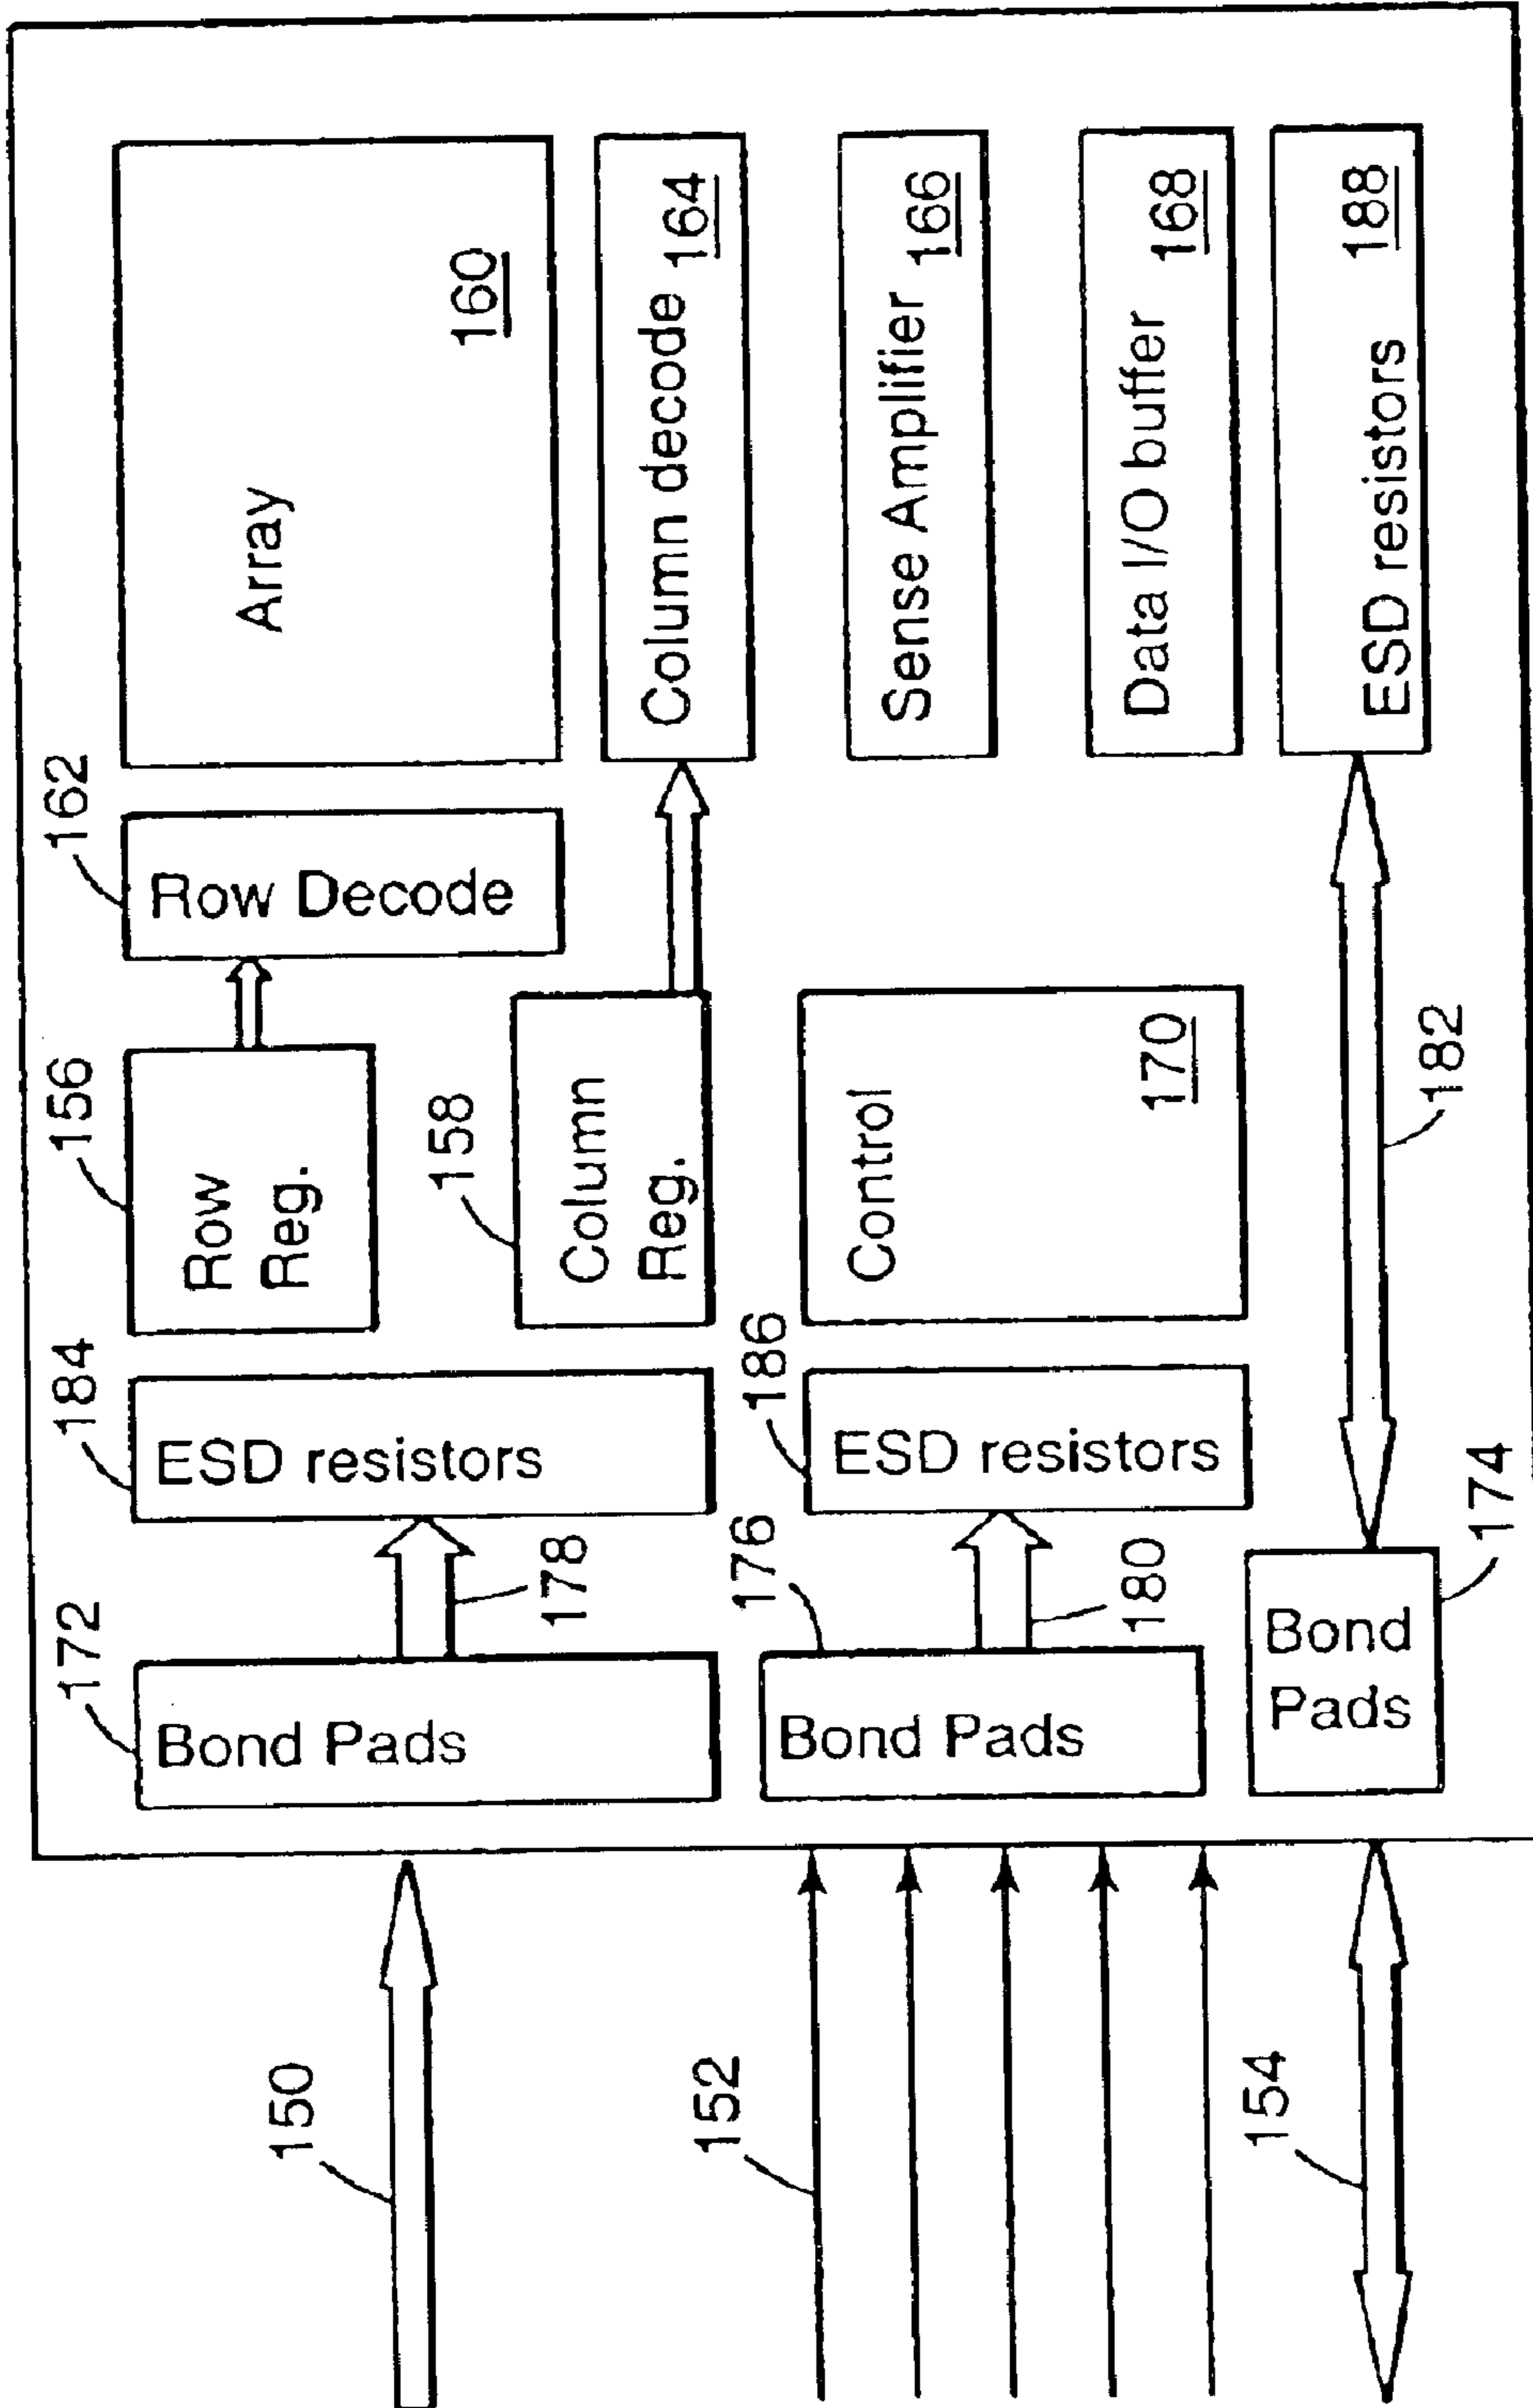 150
152
154
172
Bond Pads
178
184
ESD resistors
156
Row
Reg.
162
Row Decode
Array
160
158
Column
Reg.
Column decode 164
176
Bond Pads
180
186
ESD resistors
Control
170
Sense Amplifier 166
Data I/O buffer 168
Bond
Pads
174
182
ESD resistors 188